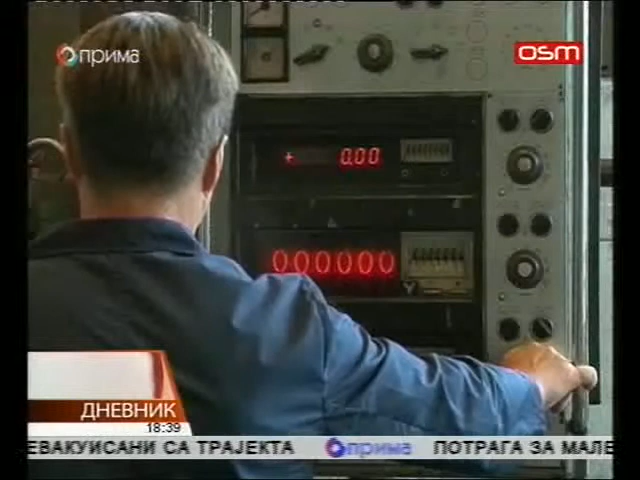 прима
OSM
+ 0.00
000000
Y
ДНЕВНИК
18:39
ЕВАКУИСАНИ СА ТРАЈЕКТА прима ПОТРАГА ЗА МАЛЕ